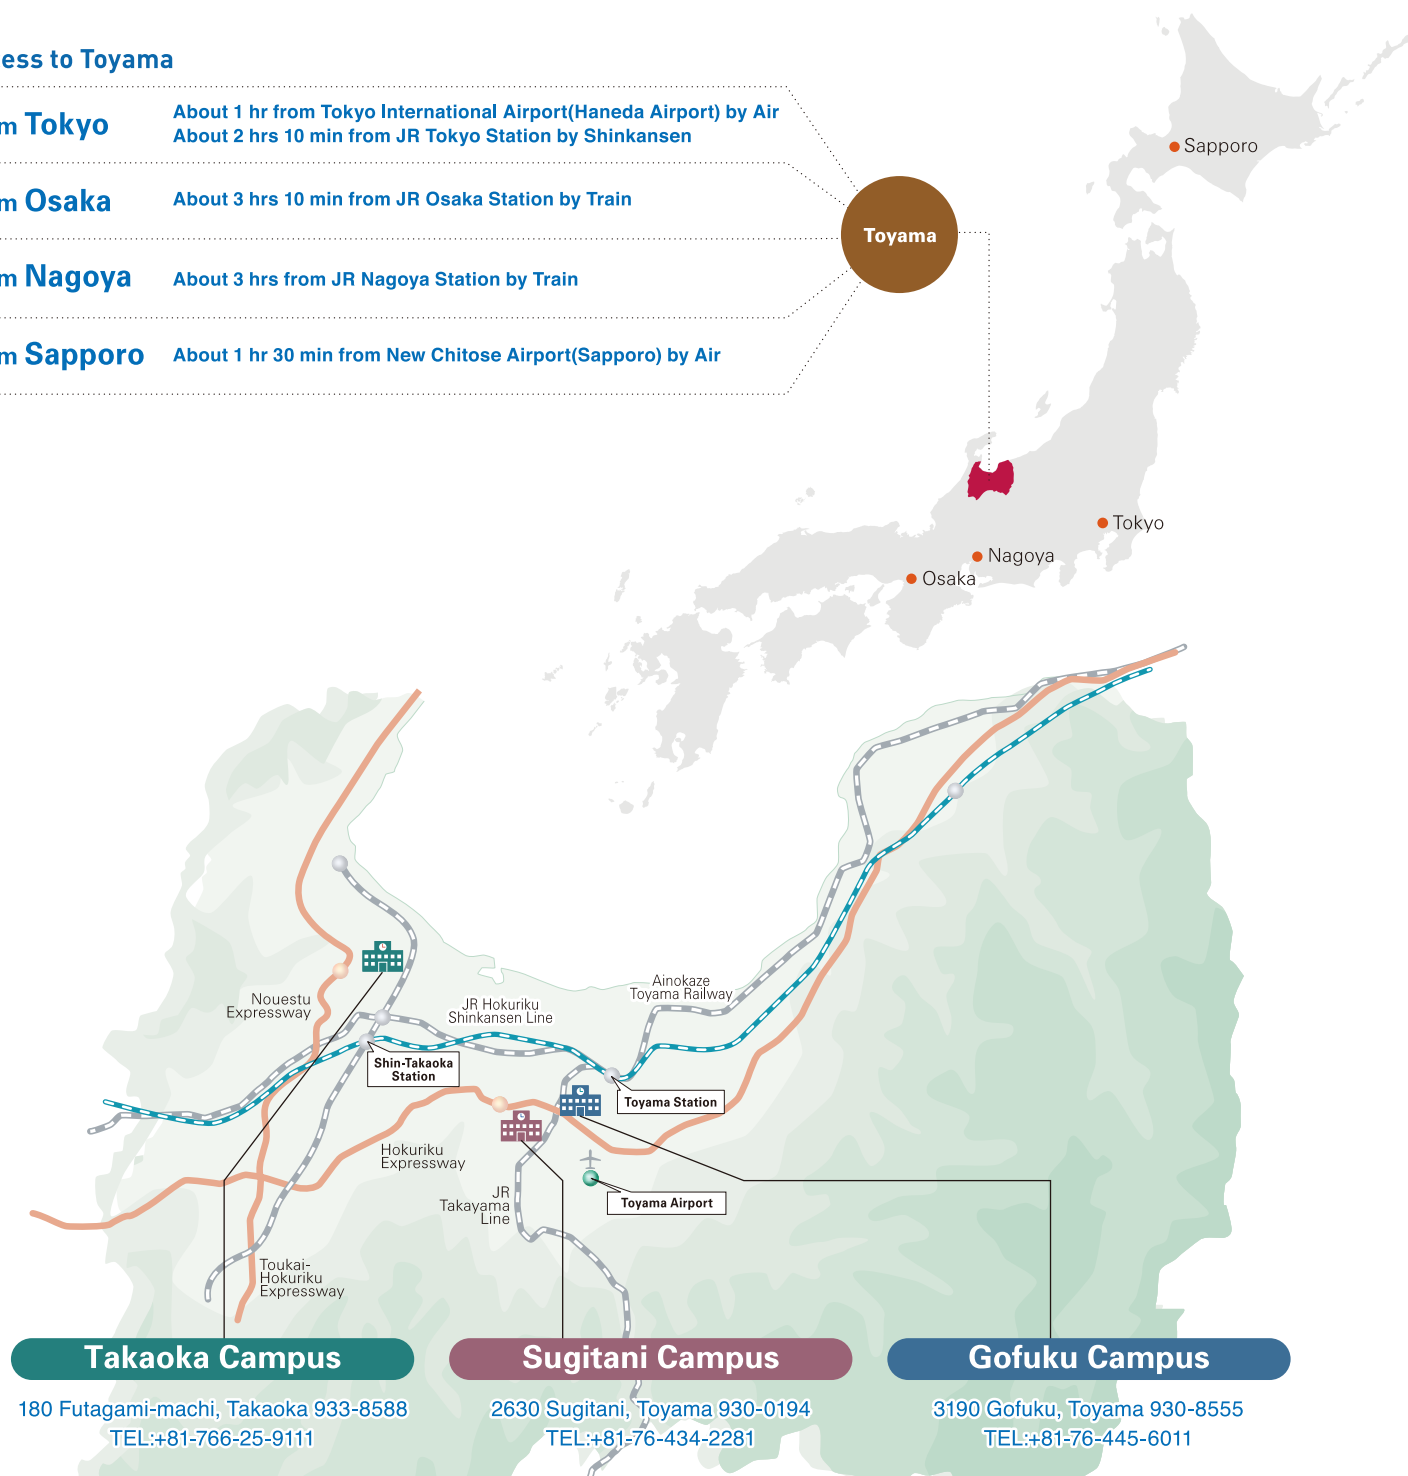 ess to Toyama
m Tokyo
About 1 hr from Tokyo International Airport(Haneda Airport) by Air
About 2 hrs 10 min from JR Tokyo Station by Shinkansen
m Osaka
About 3 hrs 10 min from JR Osaka Station by Train
m Nagoya
About 3 hrs from JR Nagoya Station by Train
m Sapporo
About 1 hr 30 min from New Chitose Airport(Sapporo) by Air
Toyama
Sapporo
Tokyo
Nagoya
Osaka
Ainokaze
Toyama Railway
Nouestu
Expressway
JR Hokuriku
Shinkansen Line
Shin-Takaoka
Station
Toyama Station
Hokuriku
Expressway
JR
Takayama
Line
Toyama Airport
Toukai-
Hokuriku
Expressway
Takaoka Campus
180 Futagami-machi, Takaoka 933-8588
TEL:+81-766-25-9111
Sugitani Campus
2630 Sugitani, Toyama 930-0194
TEL:+81-76-434-2281
Gofuku Campus
3190 Gofuku, Toyama 930-8555
TEL:+81-76-445-6011